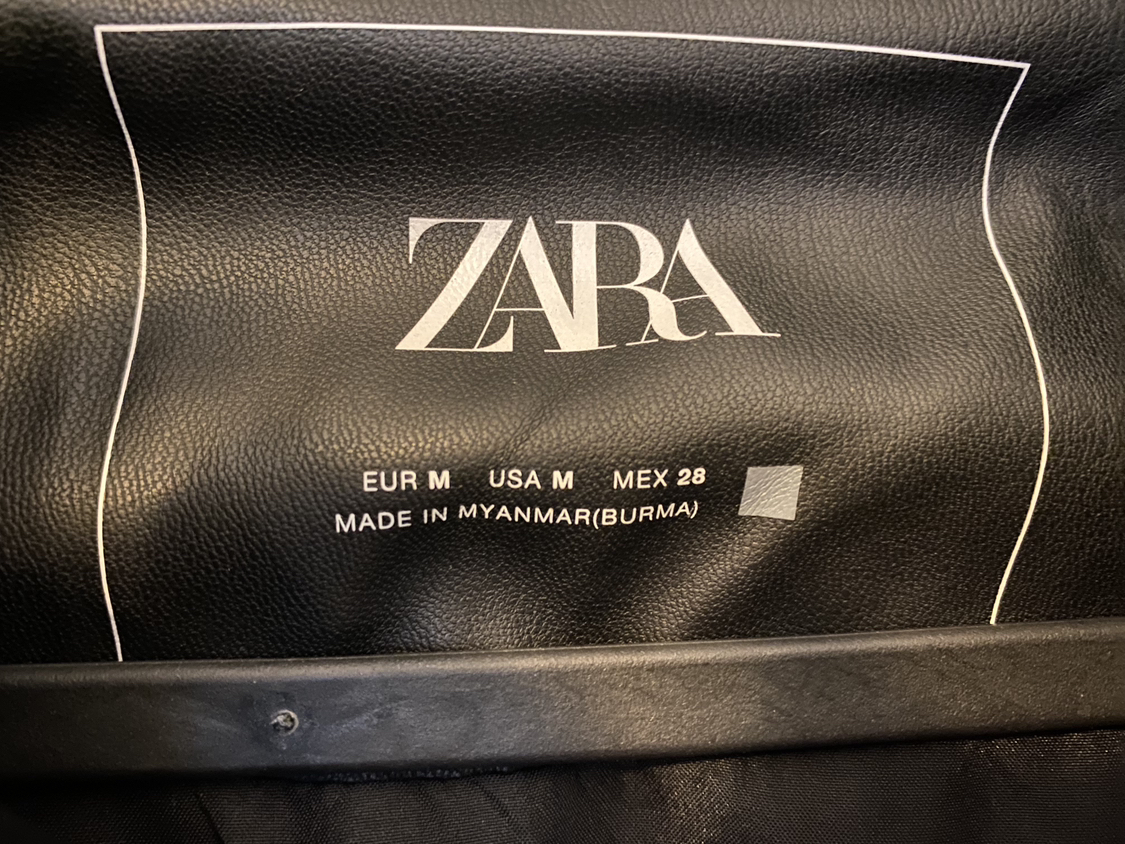 ZARA
EUR M USA M MEX 28
MADE IN MYANMAR(BURMA)